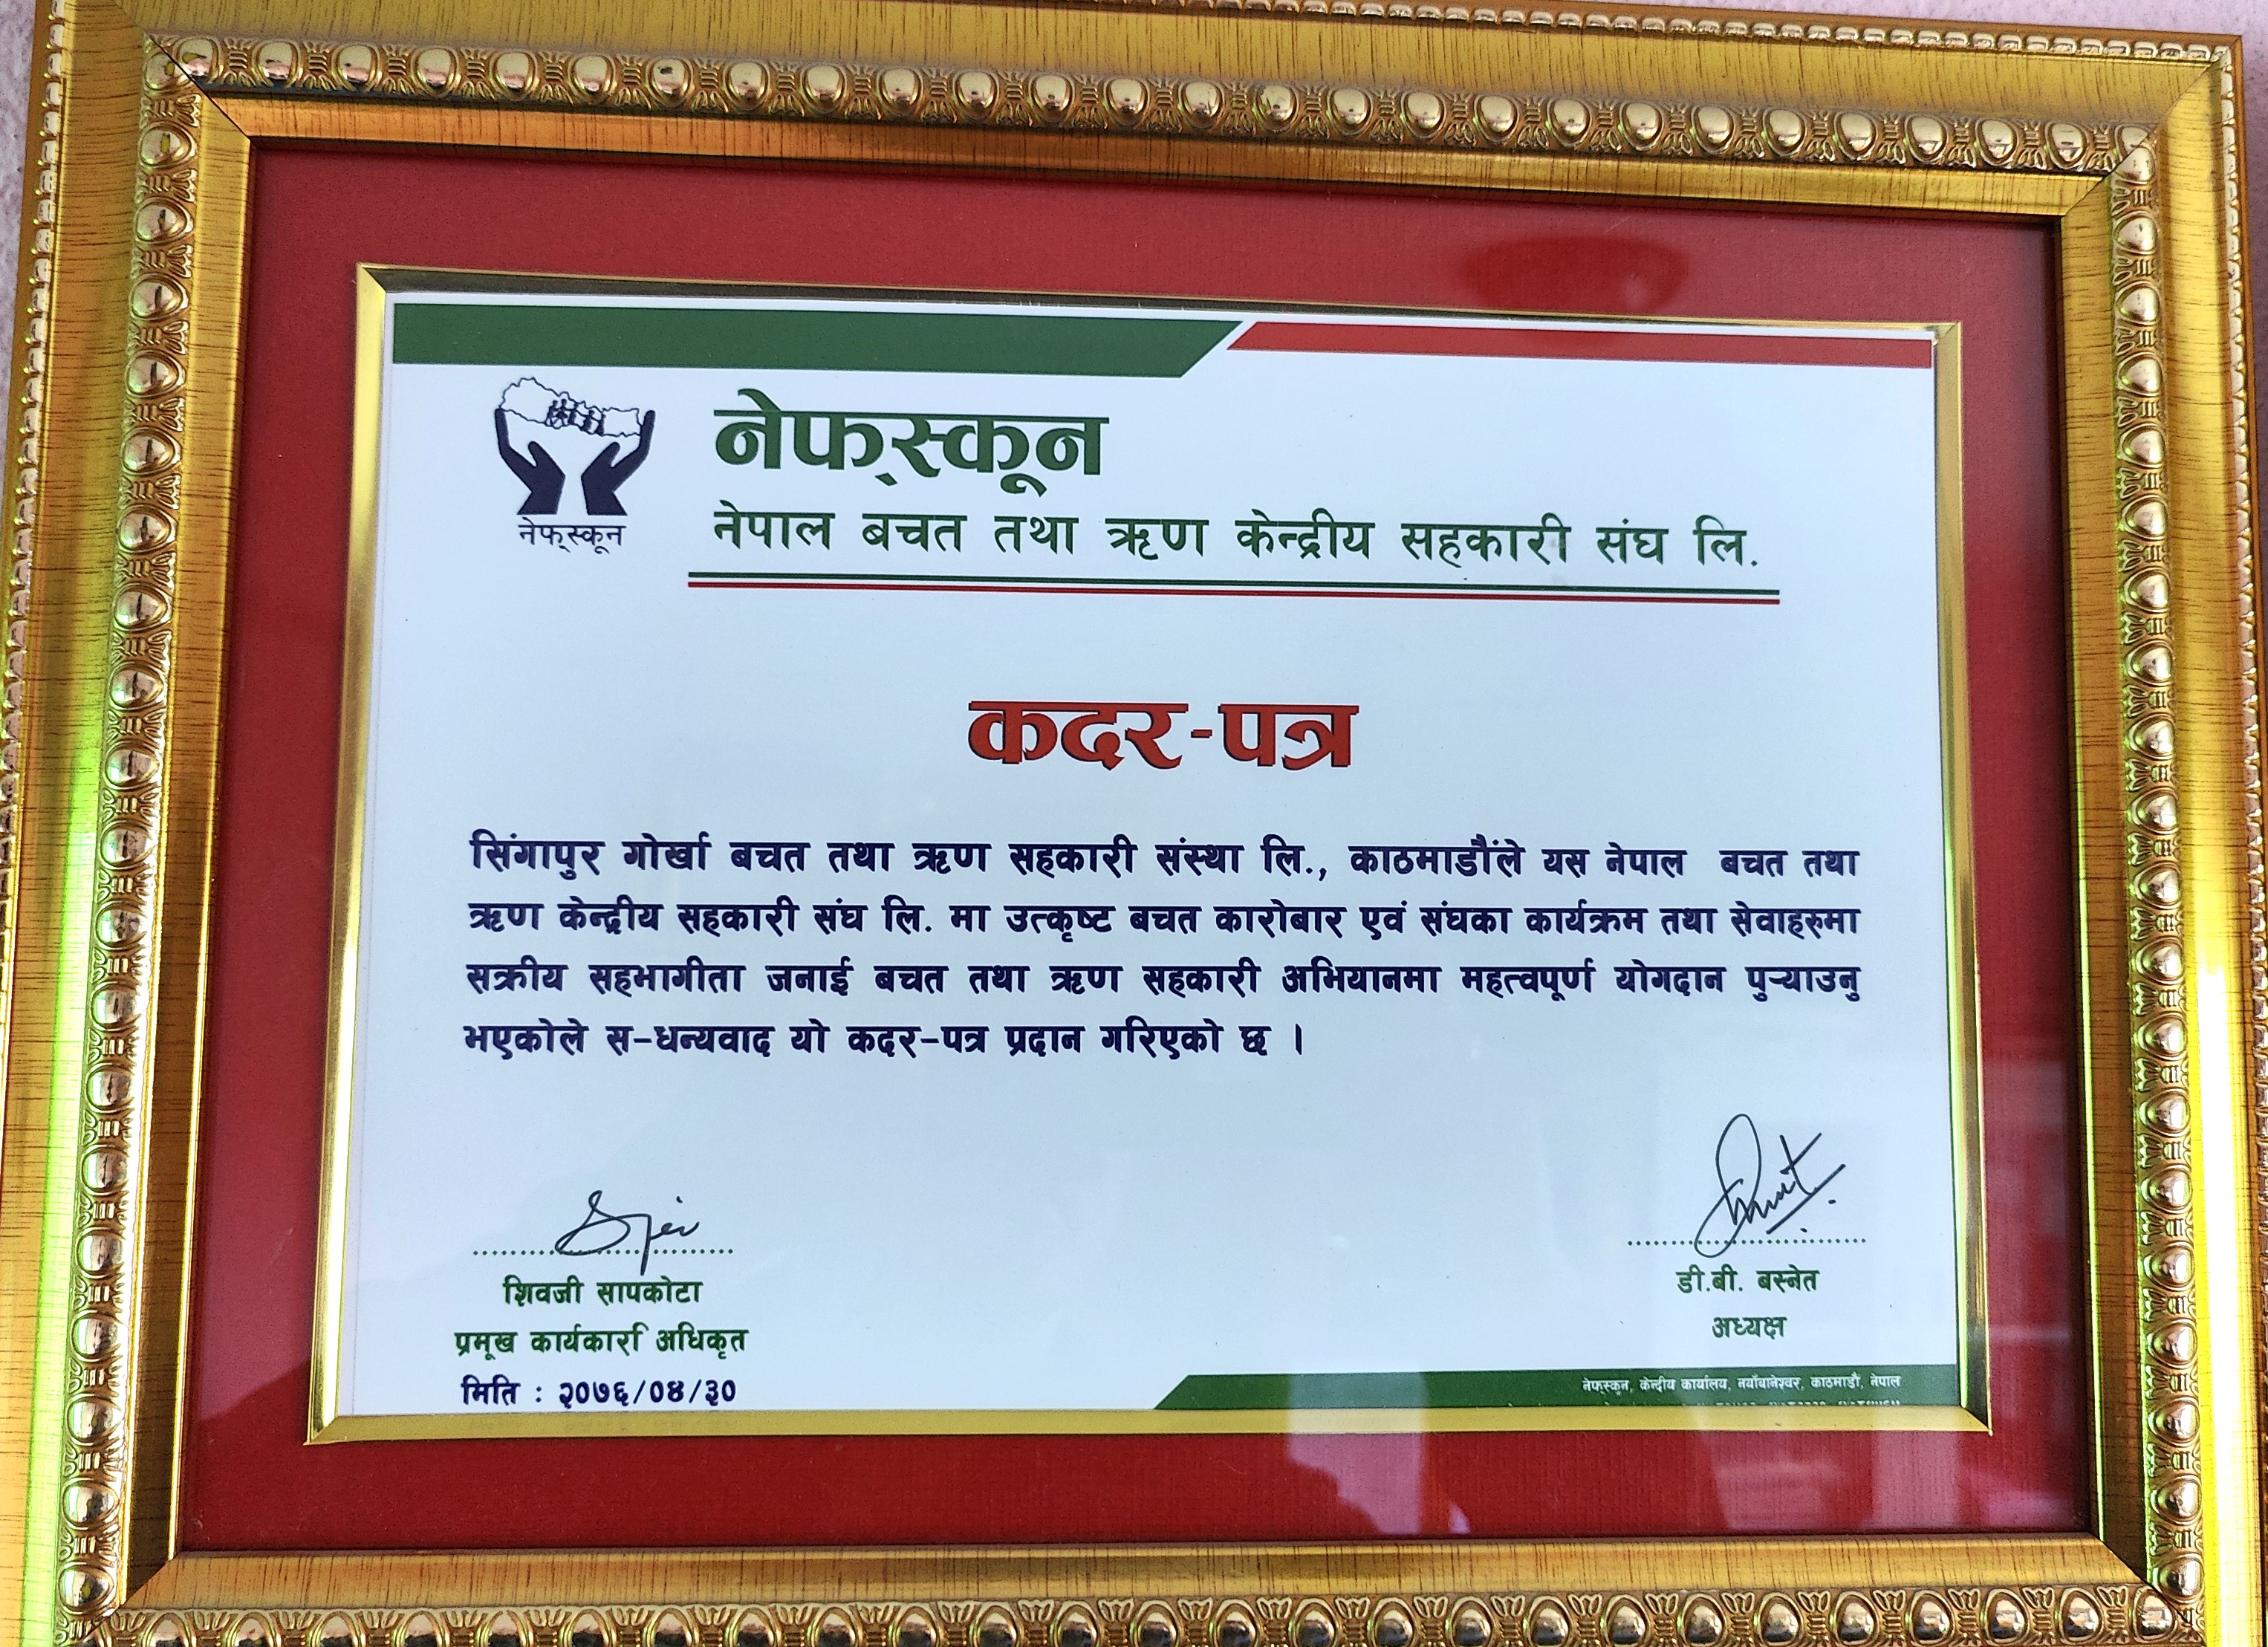 नेफ्स्कून
नेफ्स्कून
नेपाल बचत तथा ऋण केन्द्रीय सहकारी संघ लि.
कदर-पत्र
सिंगापुर गोर्खा बचत तथा ऋण सहकारी संस्था लि., काठमाडौंले यस नेपाल बचत तथा
ऋण केन्द्रीय सहकारी संघ लि. मा उत्कृष्ट बचत कारोबार एवं संघका कार्यक्रम तथा सेवाहरुमा
सक्रीय सहभागीता जनाई बचत तथा ऋण सहकारी अभियानमा महत्वपूर्ण योगदान पुऱ्याउनु
भएकोले स-धन्यवाद यो कदर-पत्र प्रदान गरिएको छ ।
शिवजी सापकोटा
प्रमूख कार्यकारी अधिकृत
मिति : २०७६/०४/३०
डी.बी. बस्नेत
अध्यक्ष
नेफ्स्कुन, केन्द्रीय कार्यालय, नयाँबानेश्वर, काठमाडौं, नेपाल